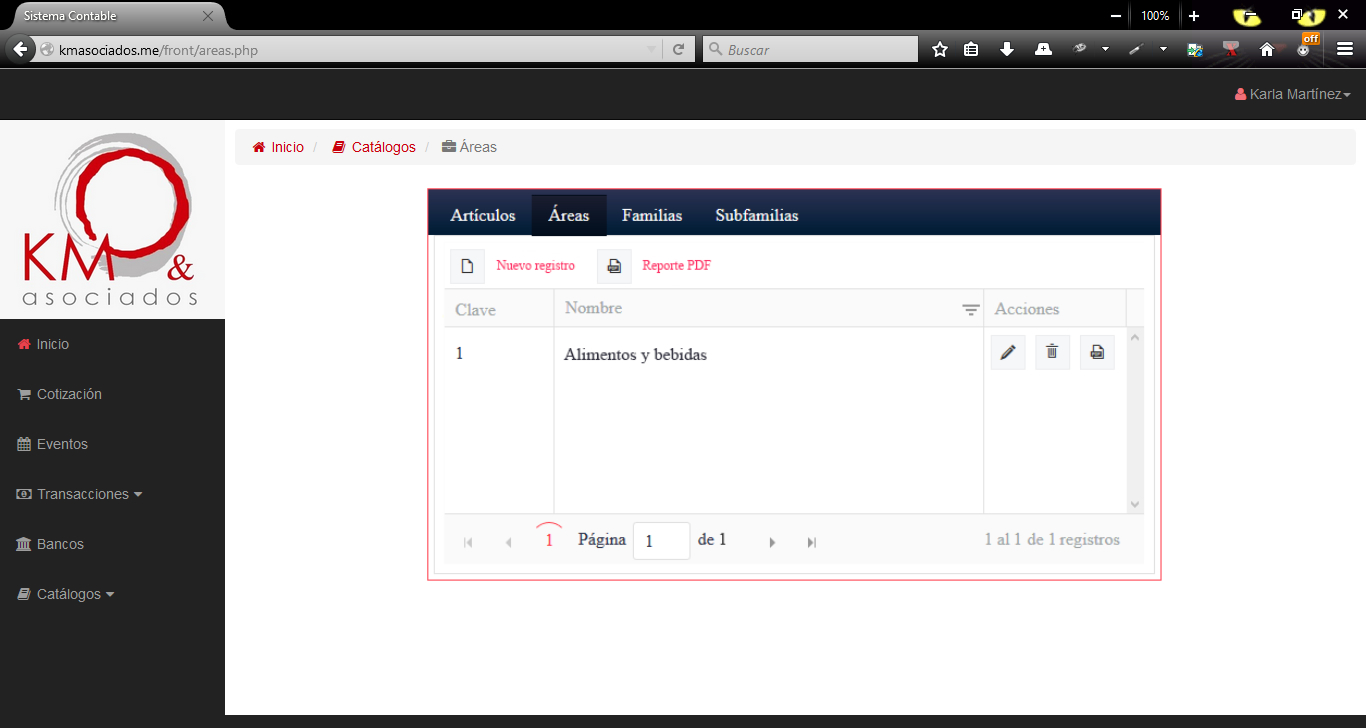 Sistema Contable
100%
kmasociados.me/front/areas.php
Buscar
off
Karla Martínez
KM &
asociados
Inicio / Catálogos / Áreas
Artículos Áreas Familias Subfamilias
Nuevo registro Reporte PDF
Clave Nombre Acciones
1 Alimentos y bebidas
1 Página 1 de 1 1 al 1 de 1 registros
Inicio
Cotización
Eventos
Transacciones
Bancos
Catálogos